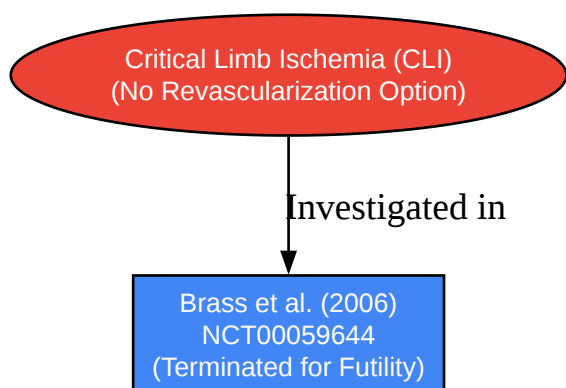 Critical Limb Ischemia (CLI)
(No Revascularization Option)
Investigated in
Brass et al. (2006)
NCT00059644
(Terminated for Futility)